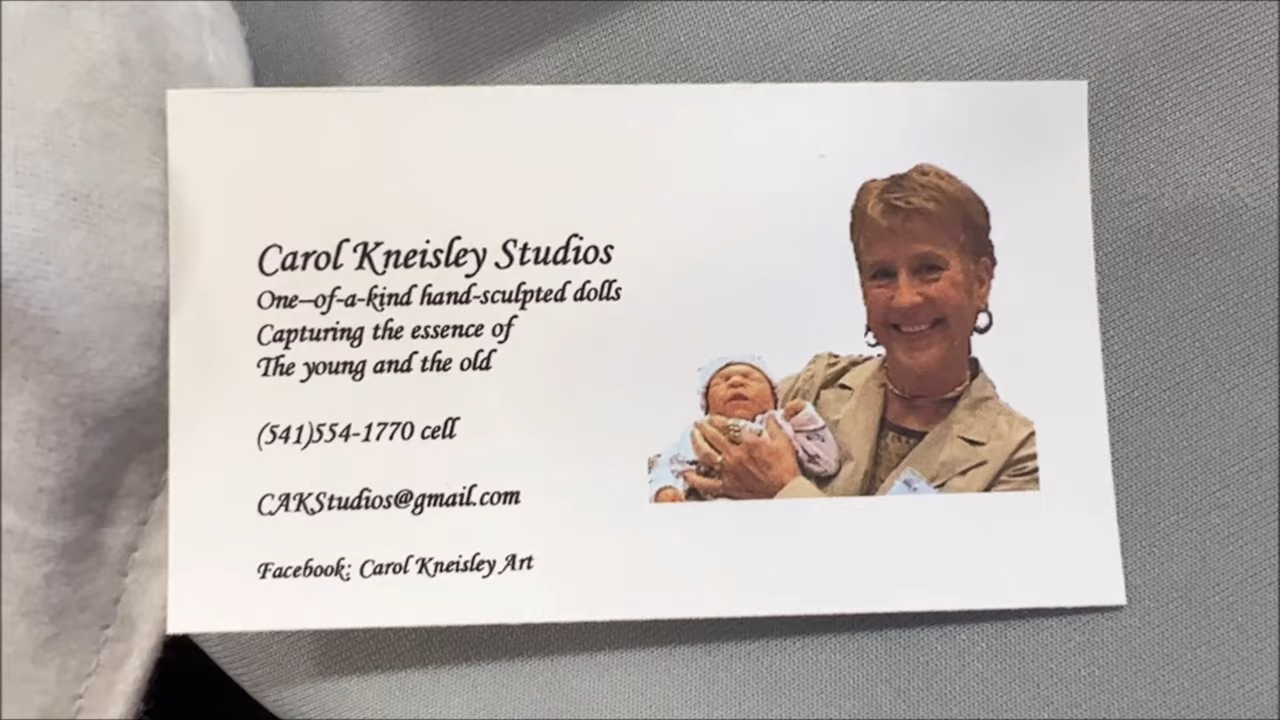 Carol Kneisley Studios
One–of-a-kind hand-sculpted dolls
Capturing the essence of
The young and the old
(541)554-1770 cell
CAKStudios@gmail.com
Facebook: Carol Kneisley Art